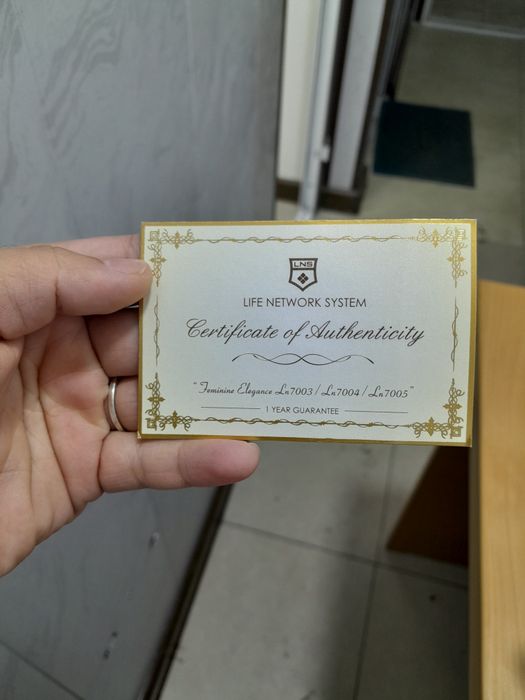 LNS
LIFE NETWORK SYSTEM
Certificate of Authenticity
"Feminine Elegance Ln7003 / Ln7004 / Ln7005"
1 YEAR GUARANTEE